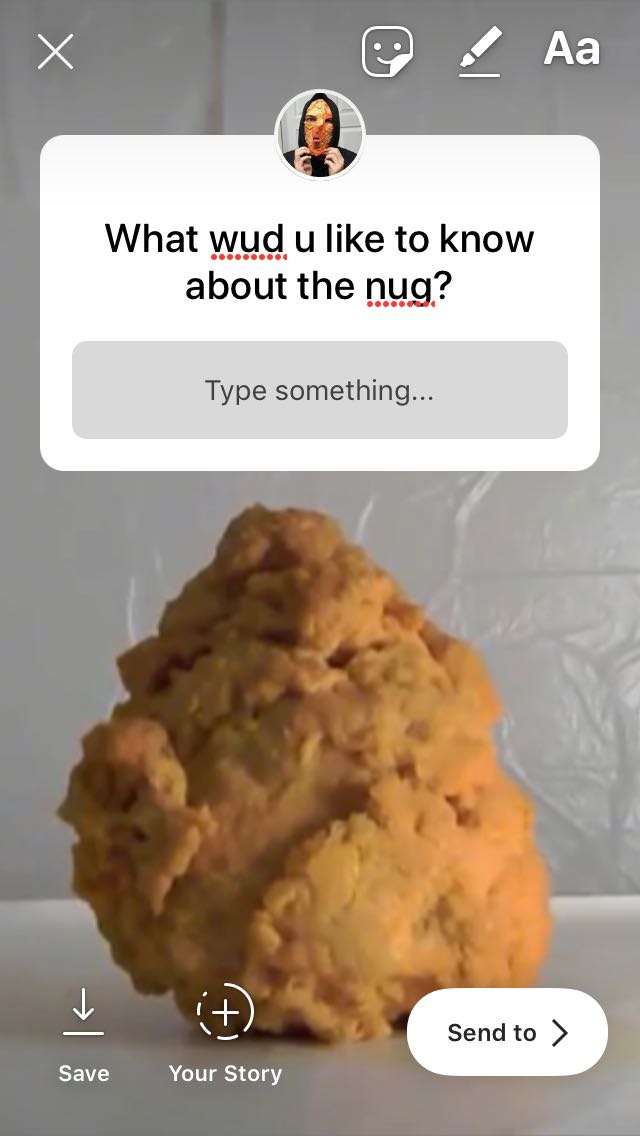 Aa
What wud u like to know
about the nug?
Type something...
Save
Your Story
Send to